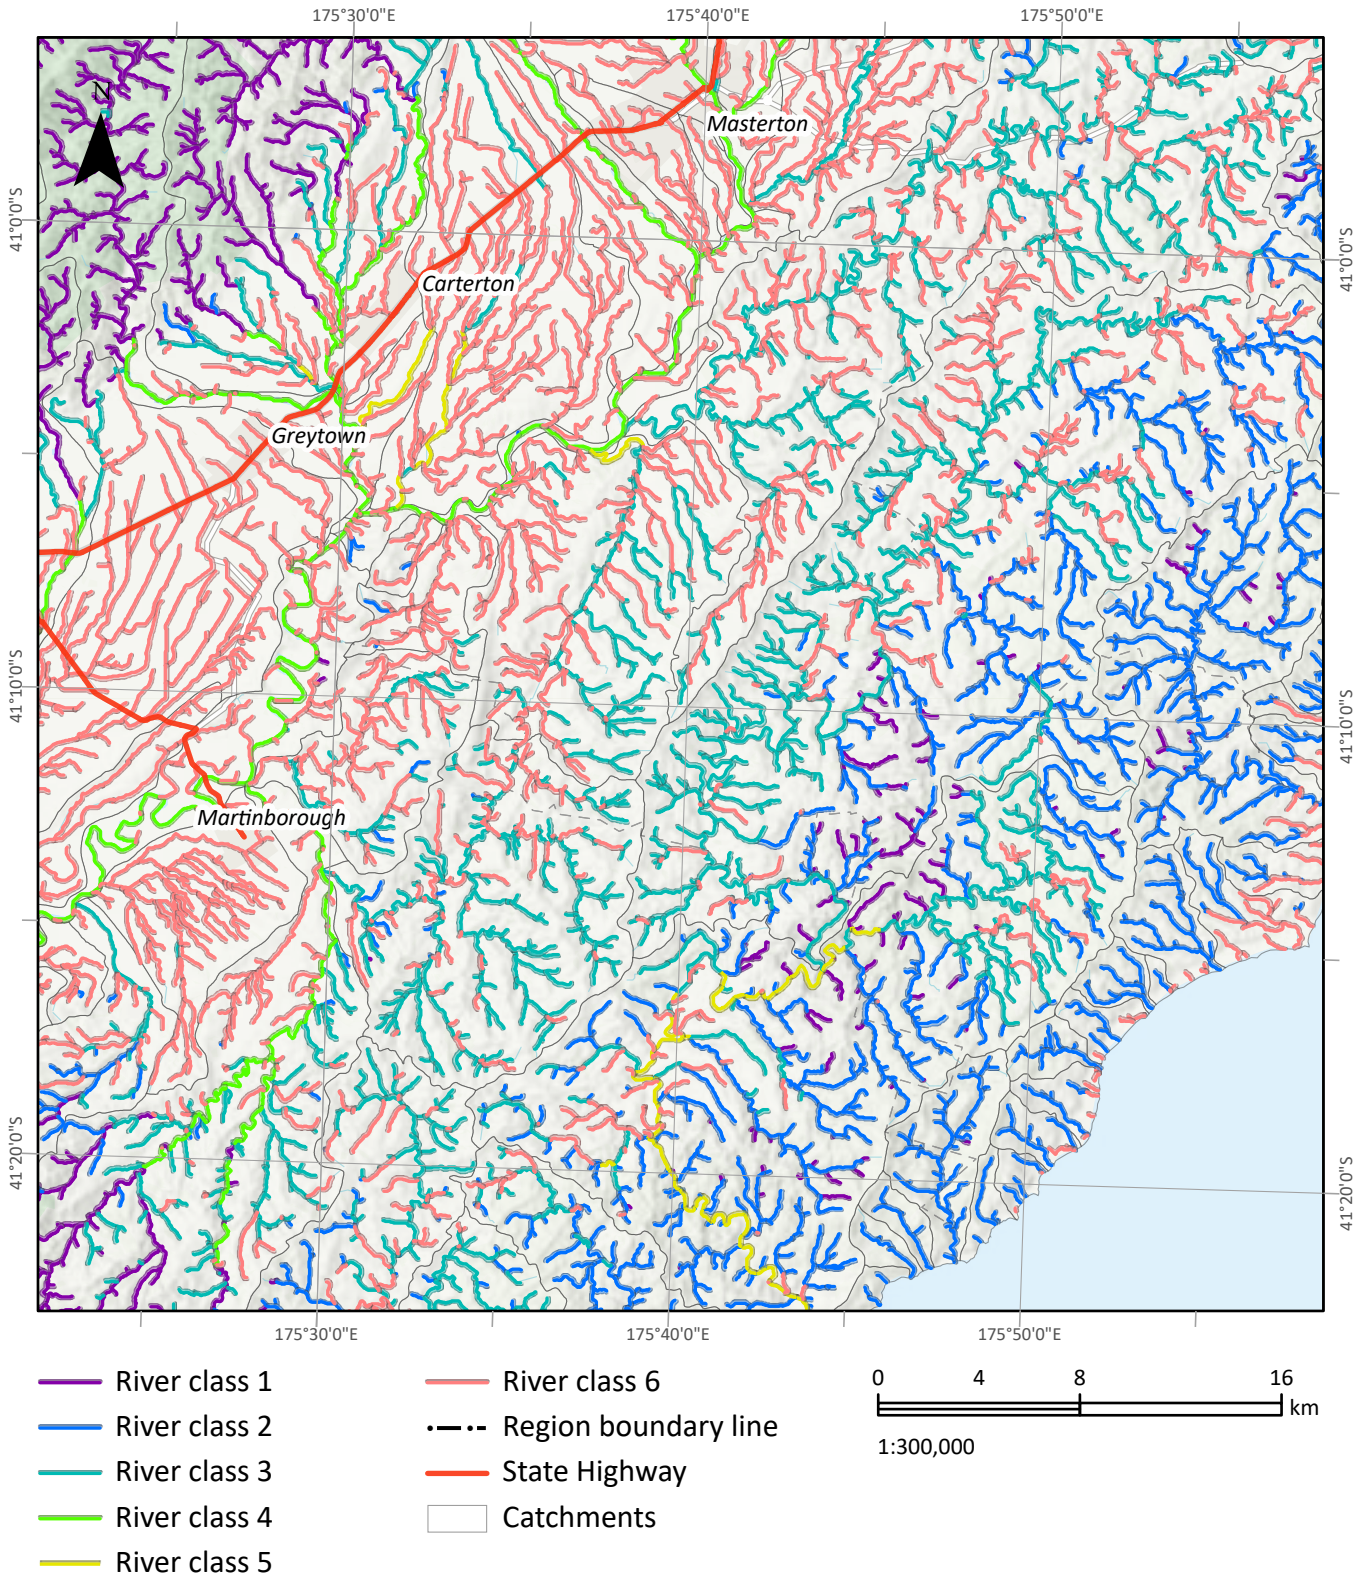 175°30'0"E
175°40'0"E
175°50'0"E
N
Masterton
41°0'0"S
41°0'0"S
Carterton
Greytown
41°10'0"S
41°10'0"S
Martinborough
41°20'0"S
41°20'0"S
175°30'0"E
175°40'0"E
175°50'0"E
River class 1
River class 2
River class 3
River class 4
River class 5
River class 6
Region boundary line
State Highway
Catchments
0 4 8 16
km
1:300,000